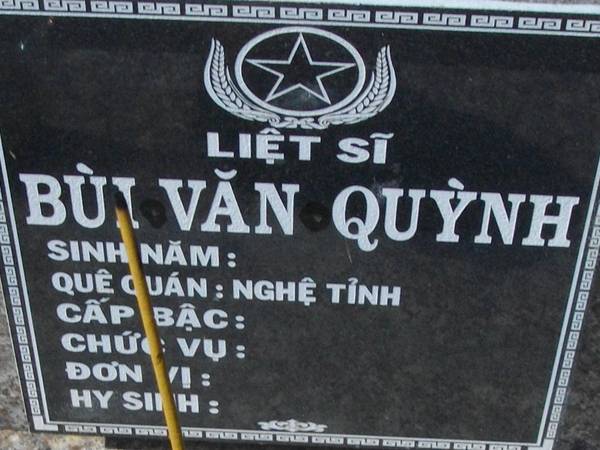 LIỆT SĨ
BÙI VĂN QUỲNH
SINH NĂM :
QUÊ QUÁN : NGHỆ TỈNH
CẤP BẬC :
CHỨC VỤ :
ĐƠN VỊ :
HY SINH :